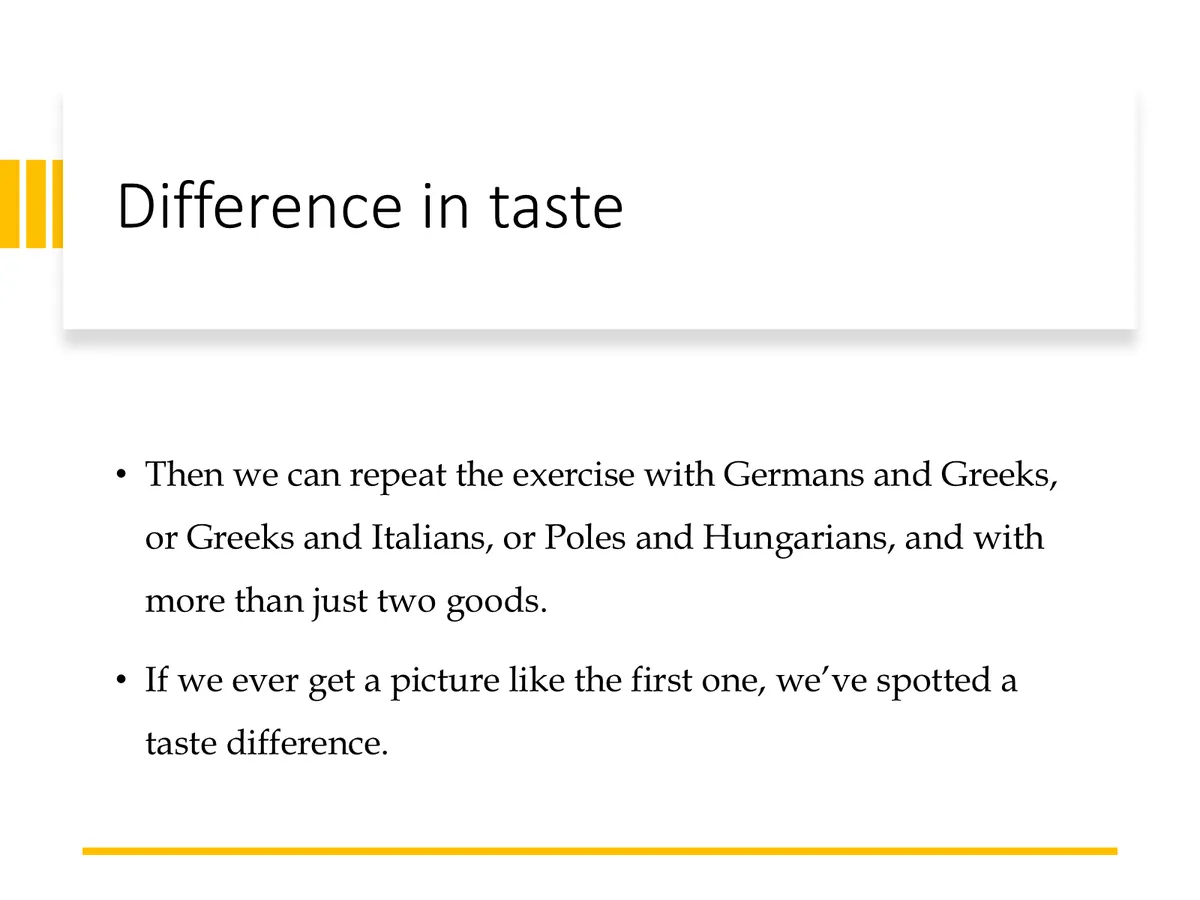 Difference in taste
• Then we can repeat the exercise with Germans and Greeks,
or Greeks and Italians, or Poles and Hungarians, and with
more than just two goods.
• If we ever get a picture like the first one, we’ve spotted a
taste difference.